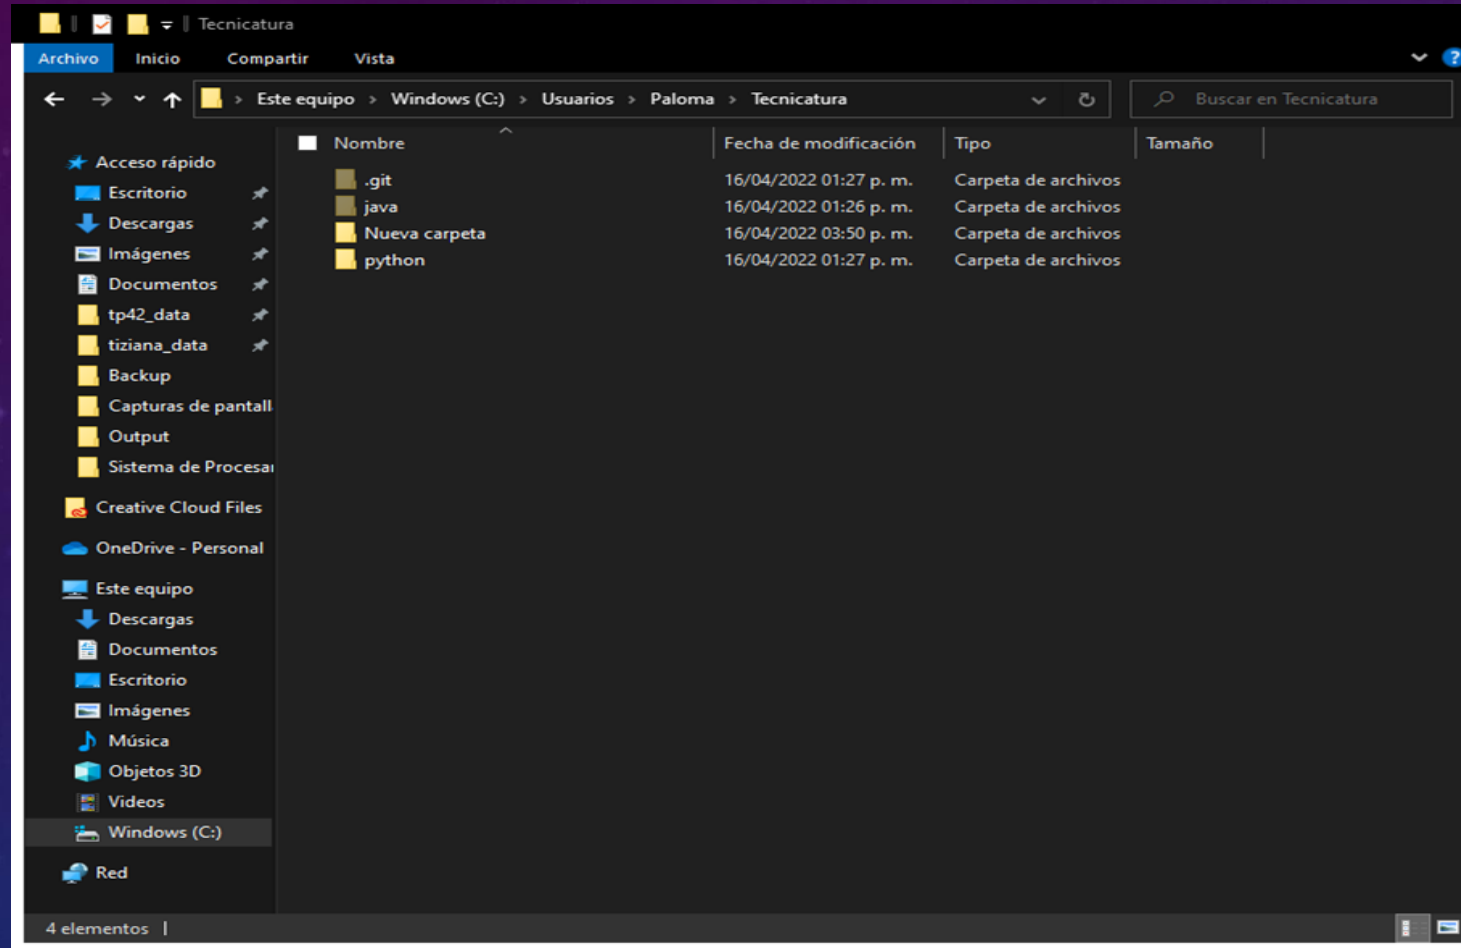 Tecnicatura
Archivo Inicio Compartir Vista
Este equipo > Windows (C:) > Usuarios > Paloma > Tecnicatura
Buscar en Tecnicatura
Nombre Fecha de modificación Tipo Tamaño
.git 16/04/2022 01:27 p. m. Carpeta de archivos
java 16/04/2022 01:26 p. m. Carpeta de archivos
Nueva carpeta 16/04/2022 03:50 p. m. Carpeta de archivos
python 16/04/2022 01:27 p. m. Carpeta de archivos
Acceso rápido
Escritorio
Descargas
Imágenes
Documentos
tp42_data
tiziana_data
Backup
Capturas de pantall
Output
Sistema de Procesa
Creative Cloud Files
OneDrive - Personal
Este equipo
Descargas
Documentos
Escritorio
Imágenes
Música
Objetos 3D
Videos
Windows (C:)
Red
4 elementos